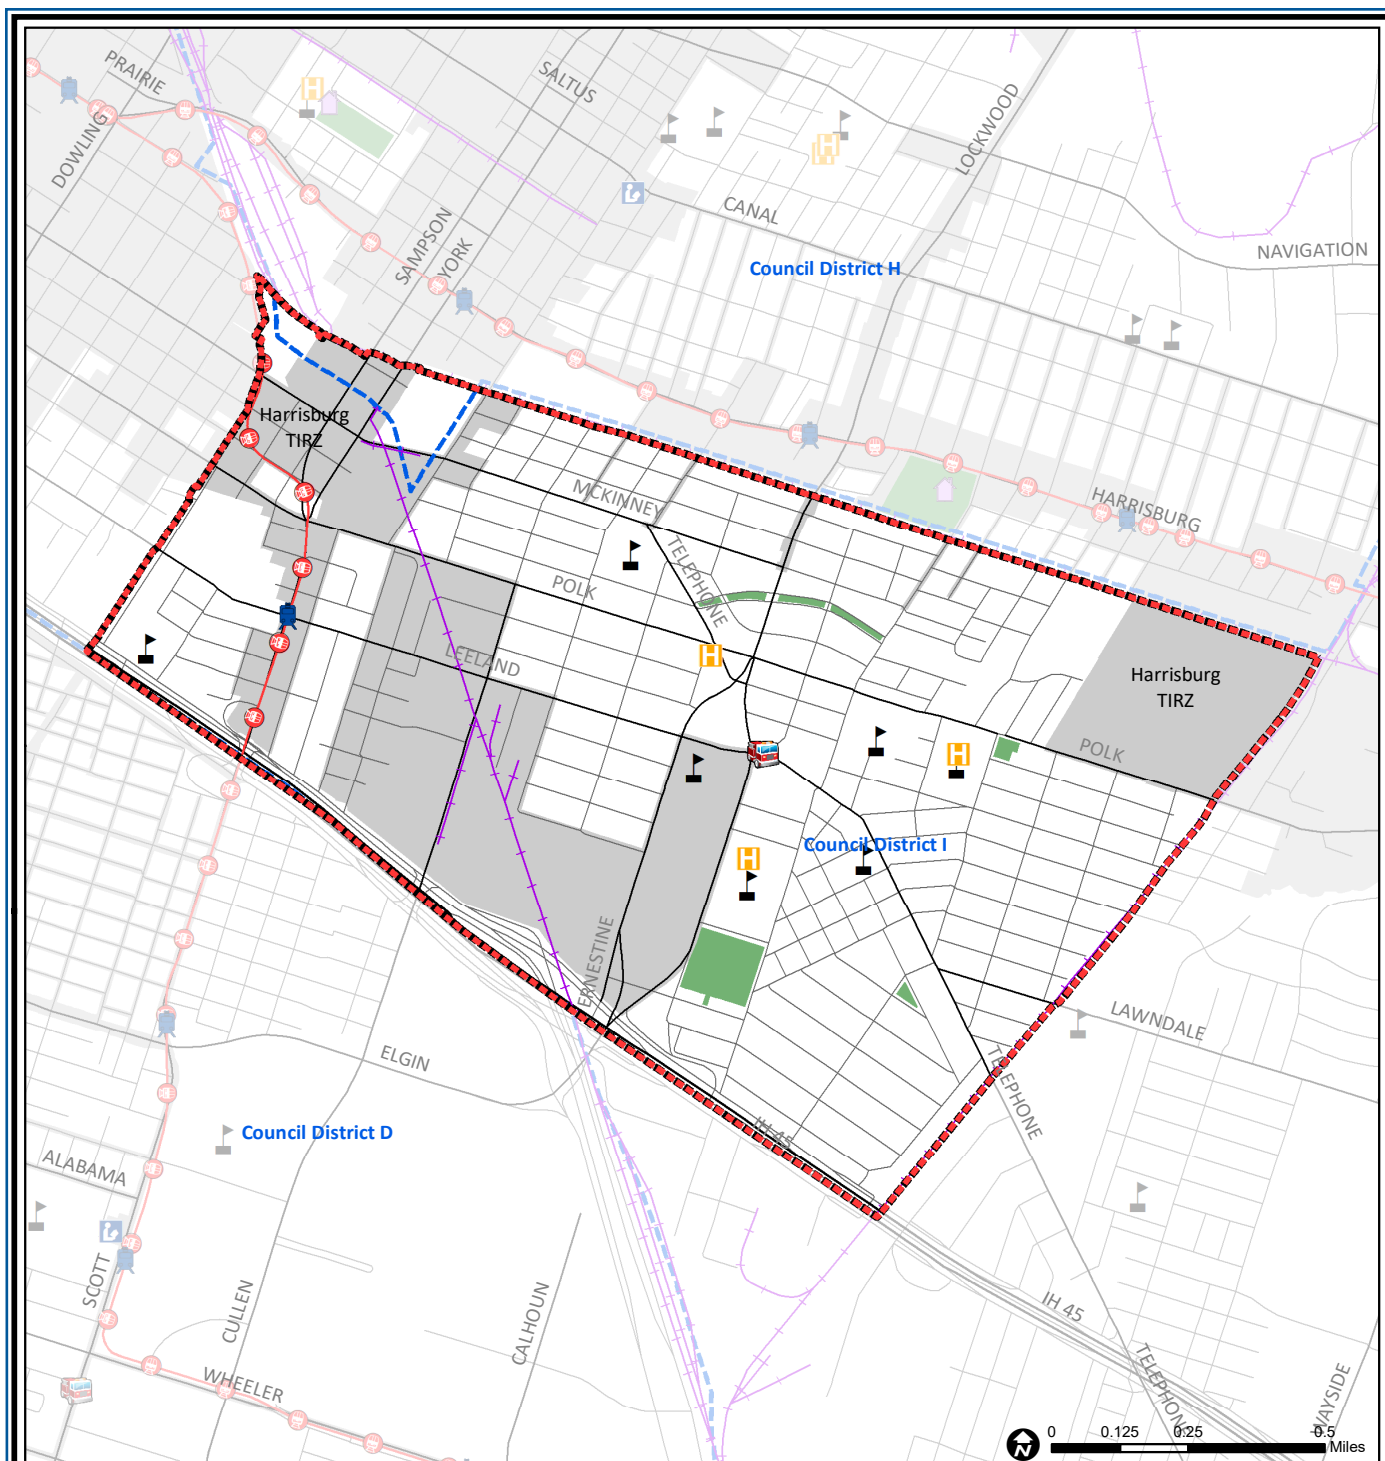 PRAIRIE
SALTUS
DOWLING
LOCKWOOD
CANAL
SAMPSON
YORK
NAVIGATION
Council District H
Harrisburg
TIRZ
MCKINNEY
HARRISBURG
TELEPHONE
POLK
LEELAND
Harrisburg
TIRZ
POLK
Council District I
ERNESTINE
LAWNDALE
ELGIN
TELEPHONE
IH 45
Council District D
ALABAMA
SCOTT
CULLEN
CALHOUN
IH 45
TELEPHONE
WHEELER
WAYSIDE
N
0 0.125 0.25 0.5
Miles
H
H
H
H
H